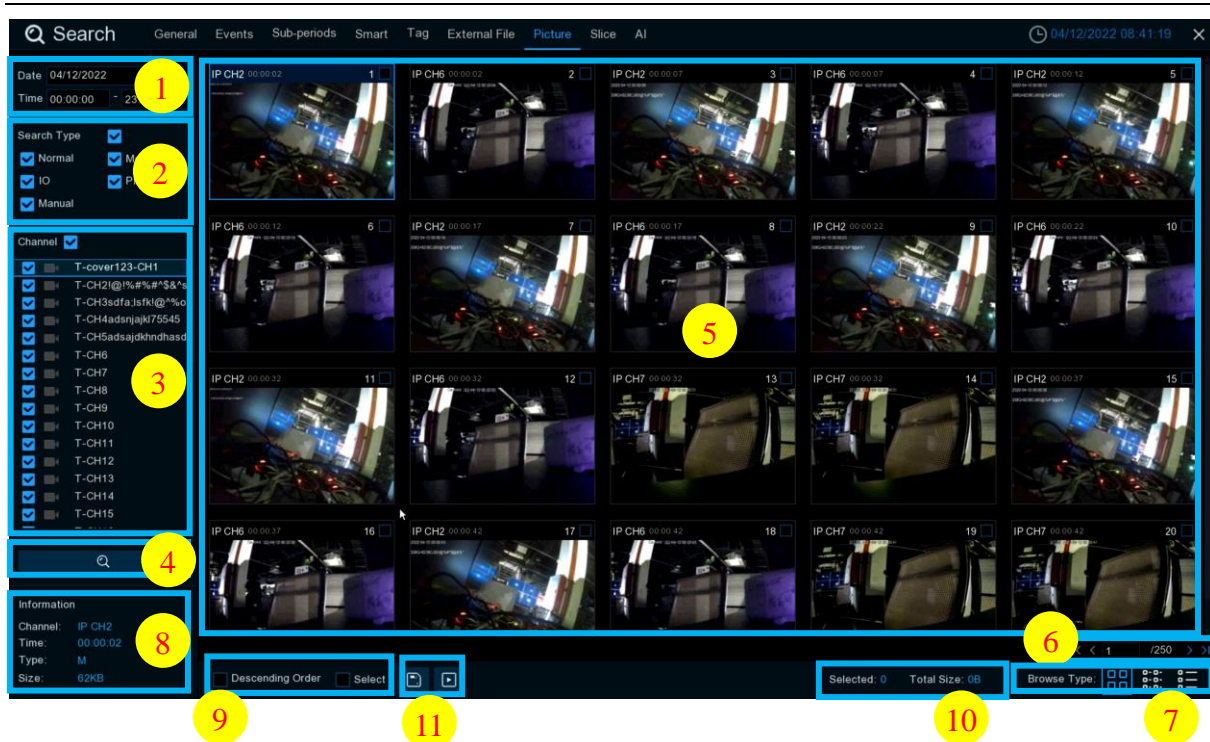 Search General Events Sub-periods Smart Tag External File Picture Slice AI 04/12/2022 08:41:19
Date 04/12/2022
Time 00:00:00 - 23
1
Search Type
Normal M
IO P
Manual
2
Channel
T-cover123-CH1
T-CH2!@!%#%#^$&^s
T-CH3sdfa;lsfkl@^%o
T-CH4adsnjajkl75545
T-CH5adsajdkhndhasd
T-CH6
T-CH7
T-CH8
T-CH9
T-CH10
T-CH11
T-CH12
T-CH13
T-CH14
T-CH15
3
4
Information
Channel: IP CH2
Time: 00:00:02
Type: M
Size: 62KB
8
IP CH2 00:00:02 1
IP CH6 00:00:02 2
IP CH2 00:00:07 3
IP CH6 00:00:07 4
IP CH2 00:00:12 5
IP CH6 00:00:12 6
IP CH2 00:00:17 7
IP CH6 00:00:17 8
IP CH2 00:00:22 9
IP CH6 00:00:22 10
5
IP CH2 00:00:32 11
IP CH6 00:00:32 12
IP CH7 00:00:32 13
IP CH7 00:00:32 14
IP CH2 00:00:37 15
IP CH6 00:00:37 16
IP CH2 00:00:42 17
IP CH6 00:00:42 18
IP CH7 00:00:42 19
IP CH7 00:00:42 20
6
1 /250
Descending Order Select
Selected: 0 Total Size: 0B
Browse Type:
9
11
10
7